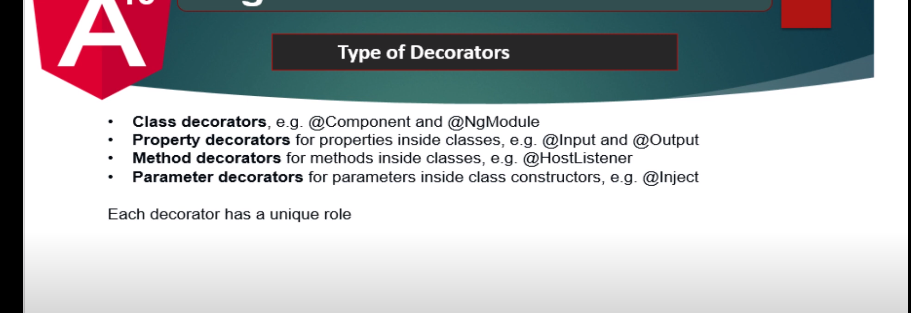 A
Type of Decorators
• Class decorators, e.g. @Component and @NgModule
• Property decorators for properties inside classes, e.g. @Input and @Output
• Method decorators for methods inside classes, e.g. @HostListener
• Parameter decorators for parameters inside class constructors, e.g. @Inject
Each decorator has a unique role